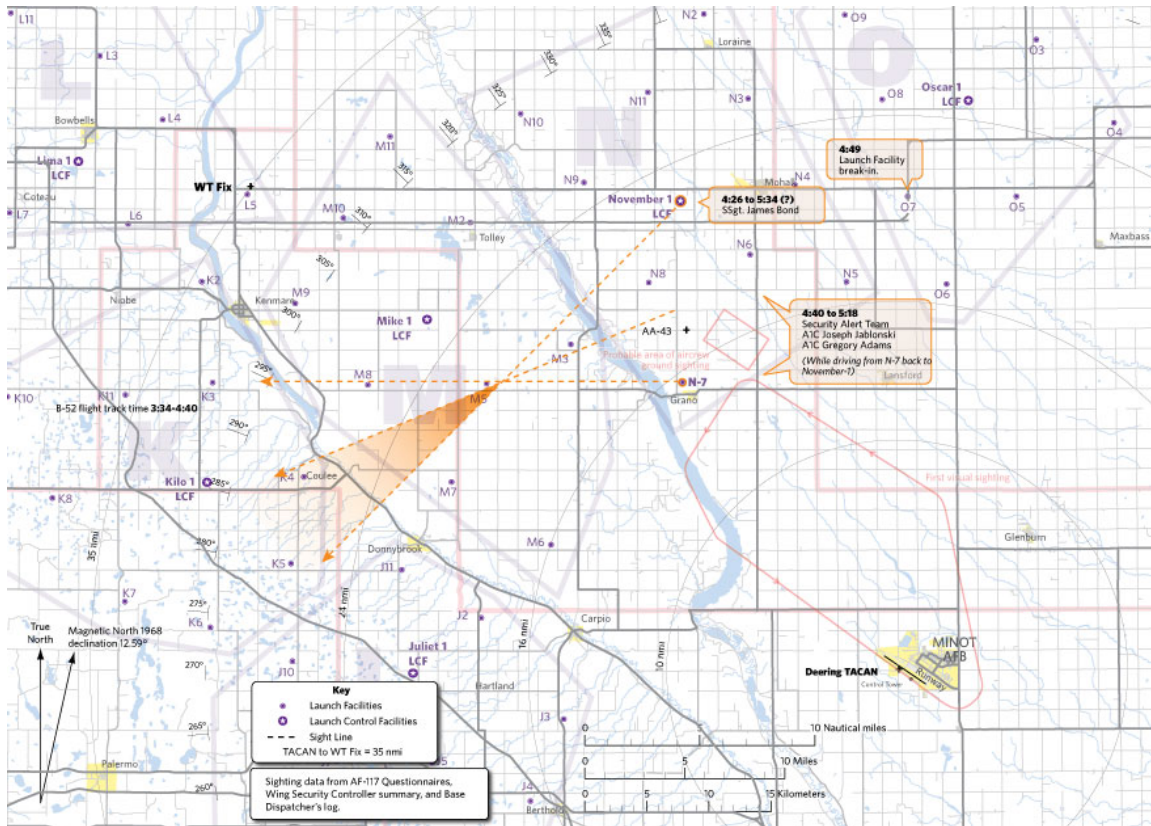 L11
N2
O9
L
L3
Loraine
O
O3
335°
330°
325°
320°
315°
310°
305°
300°
295°
290°
285°
280°
275°
270°
265°
260°
N11
N3
O8
Oscar 1
LCF
N10
N
O4
L4
Bowbells
M11
Lima 1
LCF
4:49
Launch Facility
break-in.
WT Fix
L5
N9
Mohall
N4
Coteau
L7
L6
M10
M2
Tolley
November 1
LCF
4:26 to 5:34 (?)
SSgt. James Bond
O7
O5
Maxbass
N6
K2
Niobe
Kenmare
M9
N8
N5
O6
Mike 1
LCF
AA-43
4:40 to 5:18
Security Alert Team
A1C Joseph Jablonski
A1C Gregory Adams
(While driving from N-7 back to
November-1)
Lansford
M3
Probable area of aircrew
ground sighting
K10
K11
K3
M8
M
M5
N-7
Grano
B-52 flight track time 3:34-4:40
K
K4
Coulee
Kilo 1
LCF
K8
M7
First visual sighting
35 nmi
Donnybrook
M6
Glenburn
K5
J11
K7
24 nmi
J2
16 nmi
10 nmi
Carpio
K6
True
North
Magnetic North 1968
declination 12.59°
Juliet 1
LCF
J10
Hartland
MINOT
AFB
Deering TACAN
Control Tower
Runway
Key
Launch Facilities
Launch Control Facilities
Sight Line
TACAN to WT Fix = 35 nmi
J3
0
10 Nautical miles
0
5
10 Miles
0
5
10
15 Kilometers
Palermo
Sighting data from AF-117 Questionnaires,
Wing Security Controller summary, and Base
Dispatcher's log.
J4
Berthold